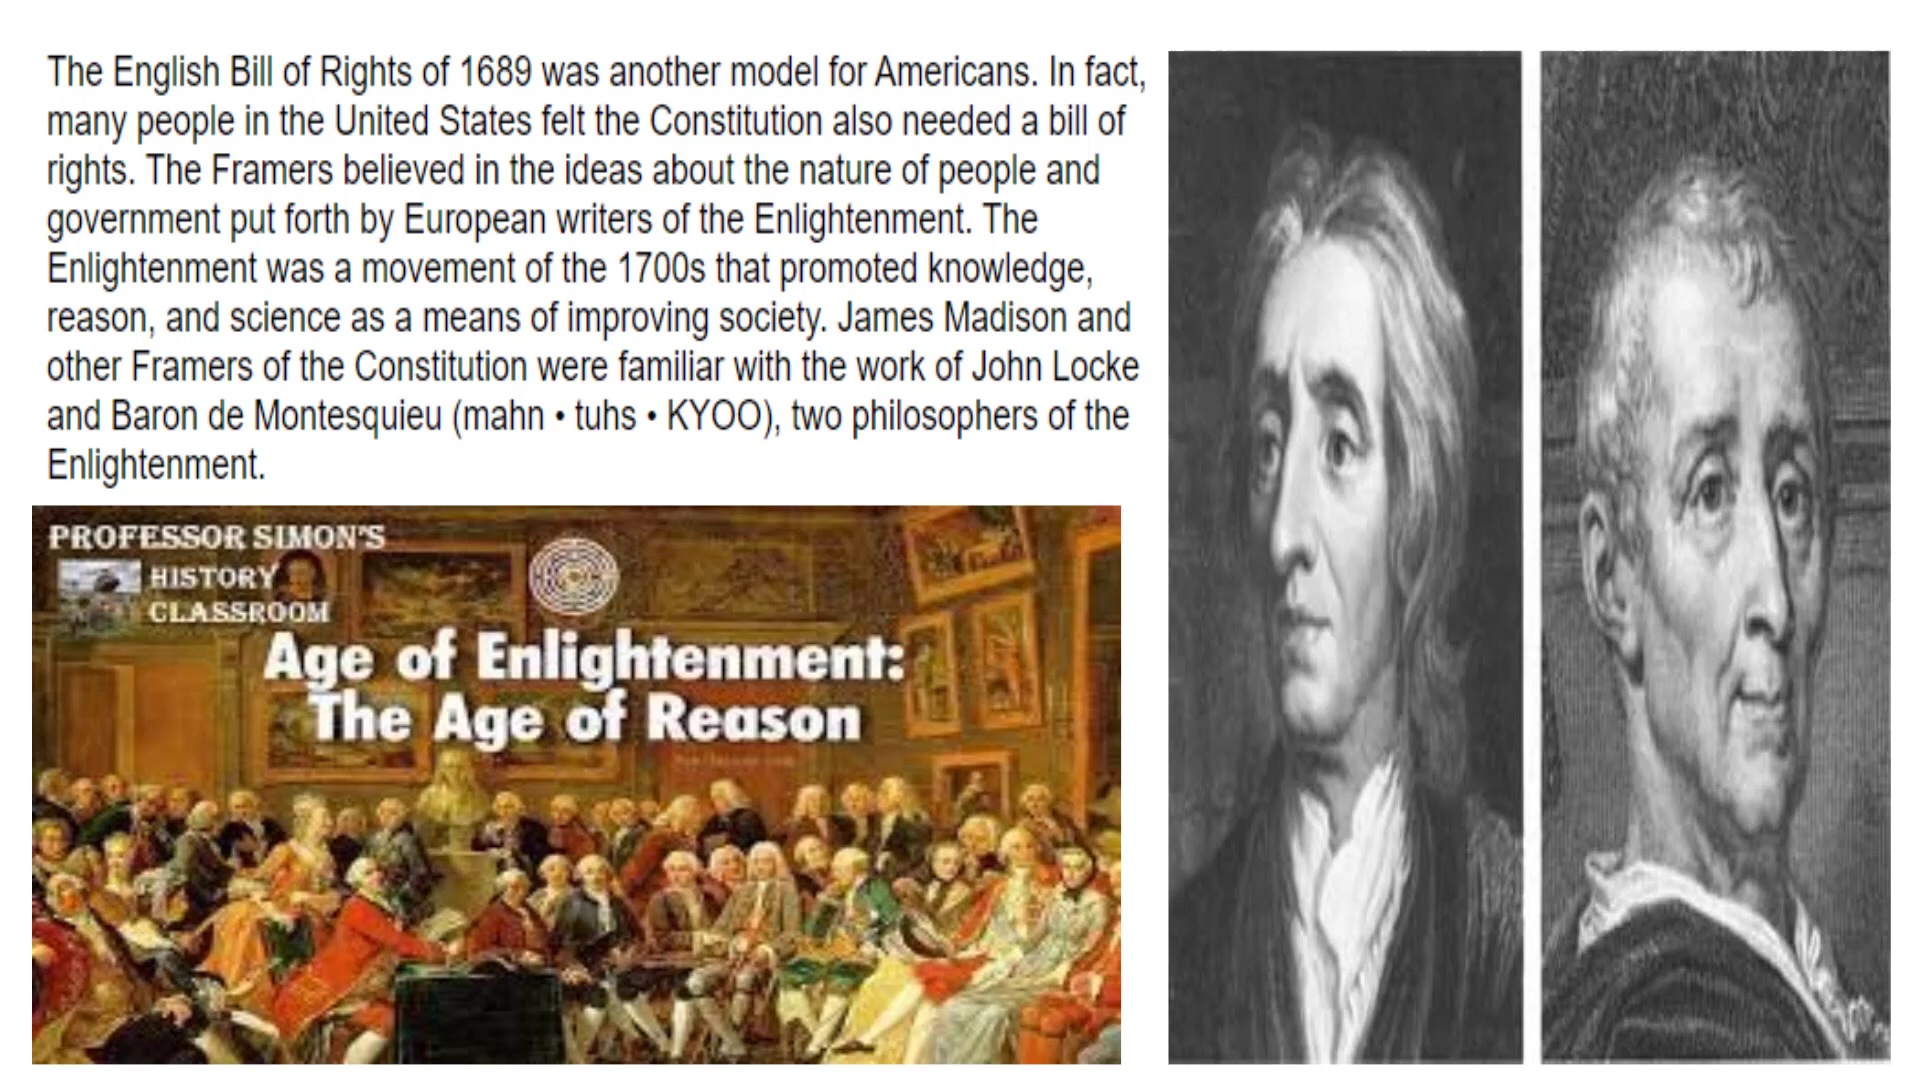 The English Bill of Rights of 1689 was another model for Americans. In fact,
many people in the United States felt the Constitution also needed a bill of
rights. The Framers believed in the ideas about the nature of people and
government put forth by European writers of the Enlightenment. The
Enlightenment was a movement of the 1700s that promoted knowledge,
reason, and science as a means of improving society. James Madison and
other Framers of the Constitution were familiar with the work of John Locke
and Baron de Montesquieu (mahn • tuhs • KYOO), two philosophers of the
Enlightenment.
PROFESSOR SIMON'S
HISTORY
CLASSROOM
Age of Enlightenment:
The Age of Reason